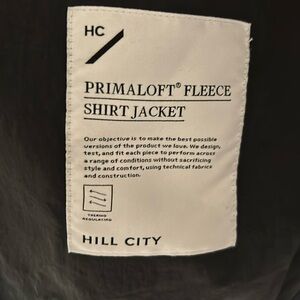 HC
PRIMALOFT® FLEECE
SHIRT JACKET
Our objective is to make the best possible
versions of the product we love. We design,
test, and fit each piece to perform across
a range of conditions without sacrificing
style and comfort, using technical fabrics
and construction.
THERMO
REGULATING
HILL CITY